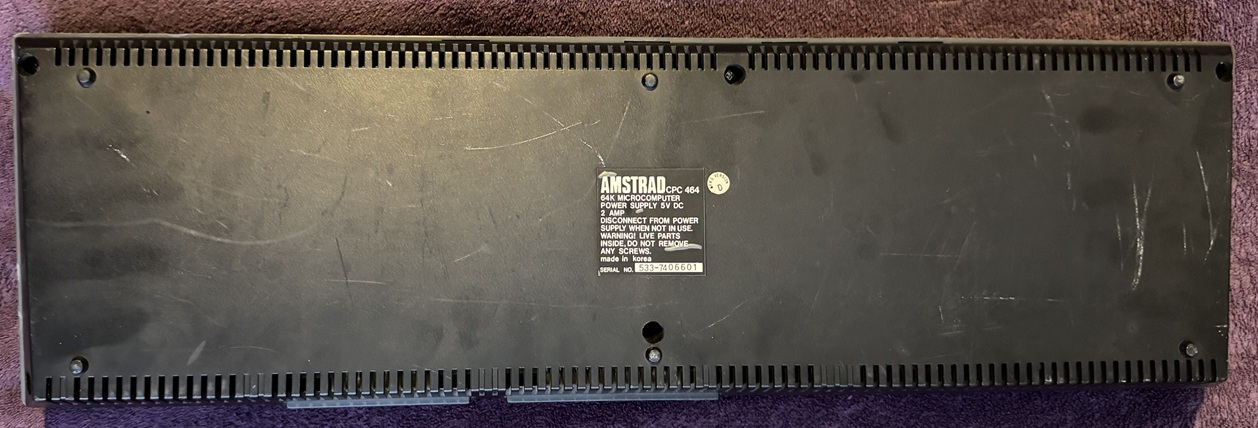 AMSTRAD CPC 464
64K MICROCOMPUTER
POWER SUPPLY 5V DC
2 AMP
DISCONNECT FROM POWER
SUPPLY WHEN NOT IN USE.
WARNING! LIVE PARTS
INSIDE, DO NOT REMOVE
ANY SCREWS.
made in korea
SERIAL NO. 533-7406601
D